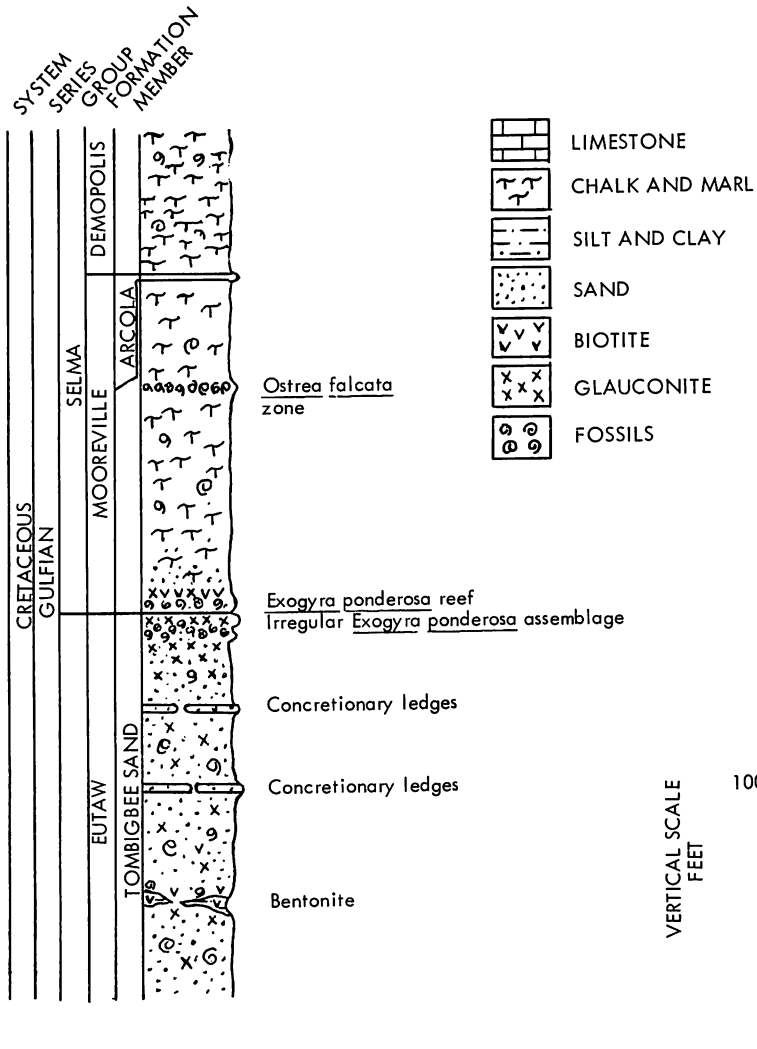 SYSTEM
SERIES
GROUP
FORMATION
MEMBER
DEMOPOLIS
ARCOLA
SELMA
MOOREVILLE
CRETACEOUS
GULFIAN
EUTAW
TOMBIGBEE SAND
Ostrea falcata
zone
Exogyra ponderosa reef
Irregular Exogyra ponderosa assemblage
Concretionary ledges
Concretionary ledges
Bentonite
LIMESTONE
CHALK AND MARL
SILT AND CLAY
SAND
BIOTITE
GLAUCONITE
FOSSILS
VERTICAL SCALE
FEET